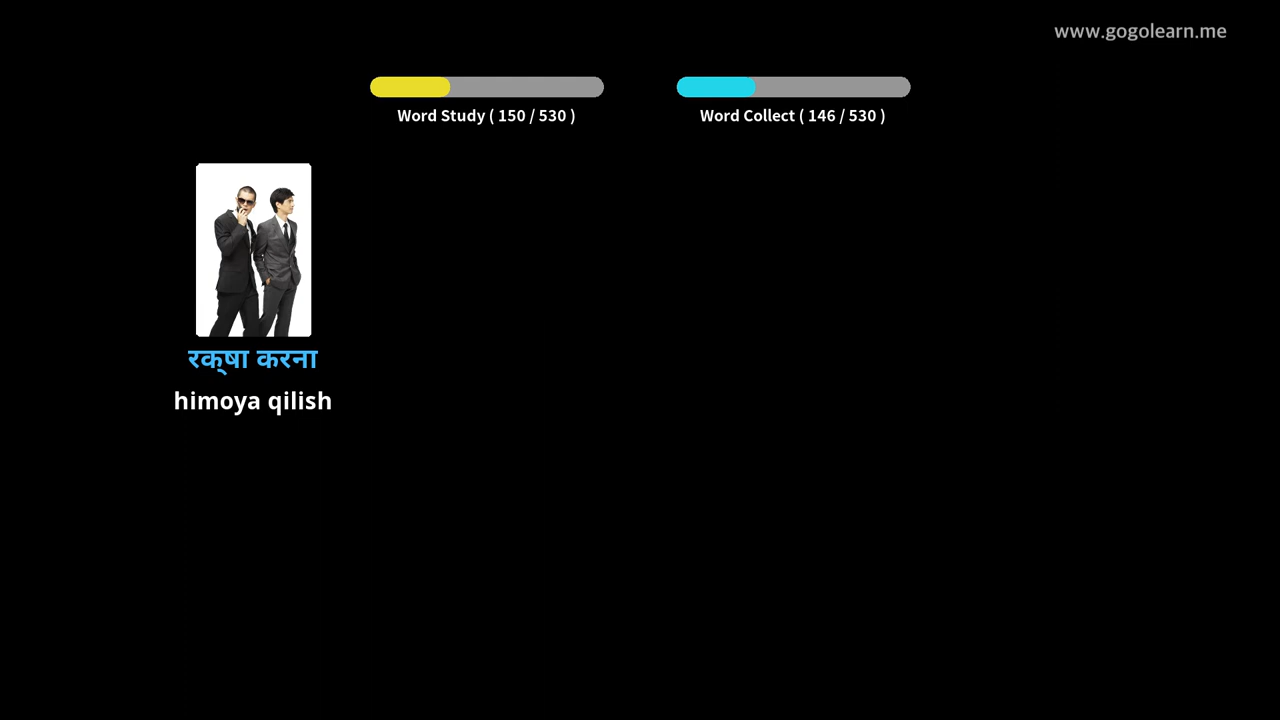 www.gogolearn.me
Word Study ( 150 / 530 )
Word Collect ( 146 / 530 )
रक्षा करना
himoya qilish